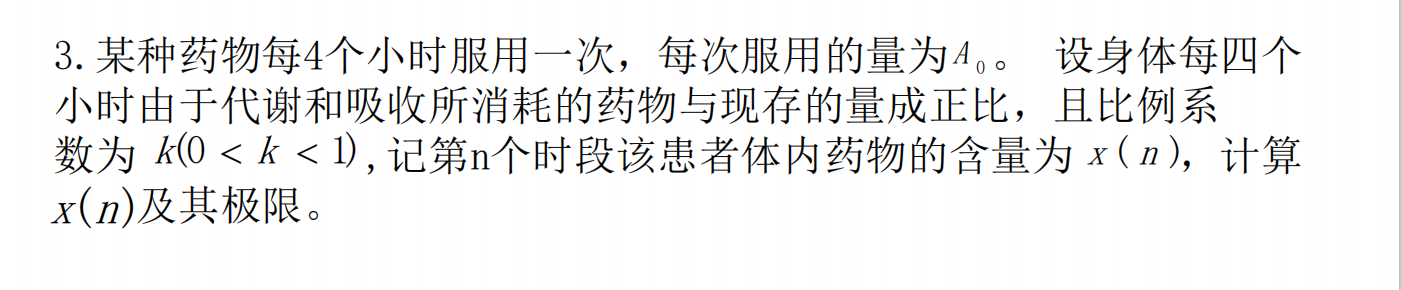 3.某种药物每4个小时服用一次，每次服用的量为A₀。 设身体每四个
小时由于代谢和吸收所消耗的药物与现存的量成正比，且比例系
数为 k(0 < k < 1),记第n个时段该患者体内药物的含量为 x(n)，计算
x(n)及其极限。